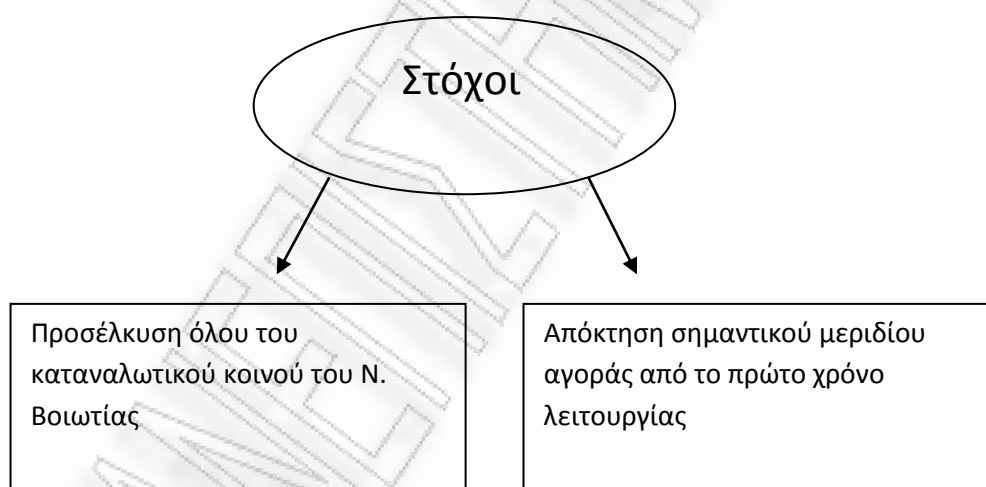 Στόχοι
Προσέλκυση όλου του
καταναλωτικού κοινού του Ν.
Βοιωτίας
Απόκτηση σημαντικού μεριδίου
αγοράς από το πρώτο χρόνο
λειτουργίας